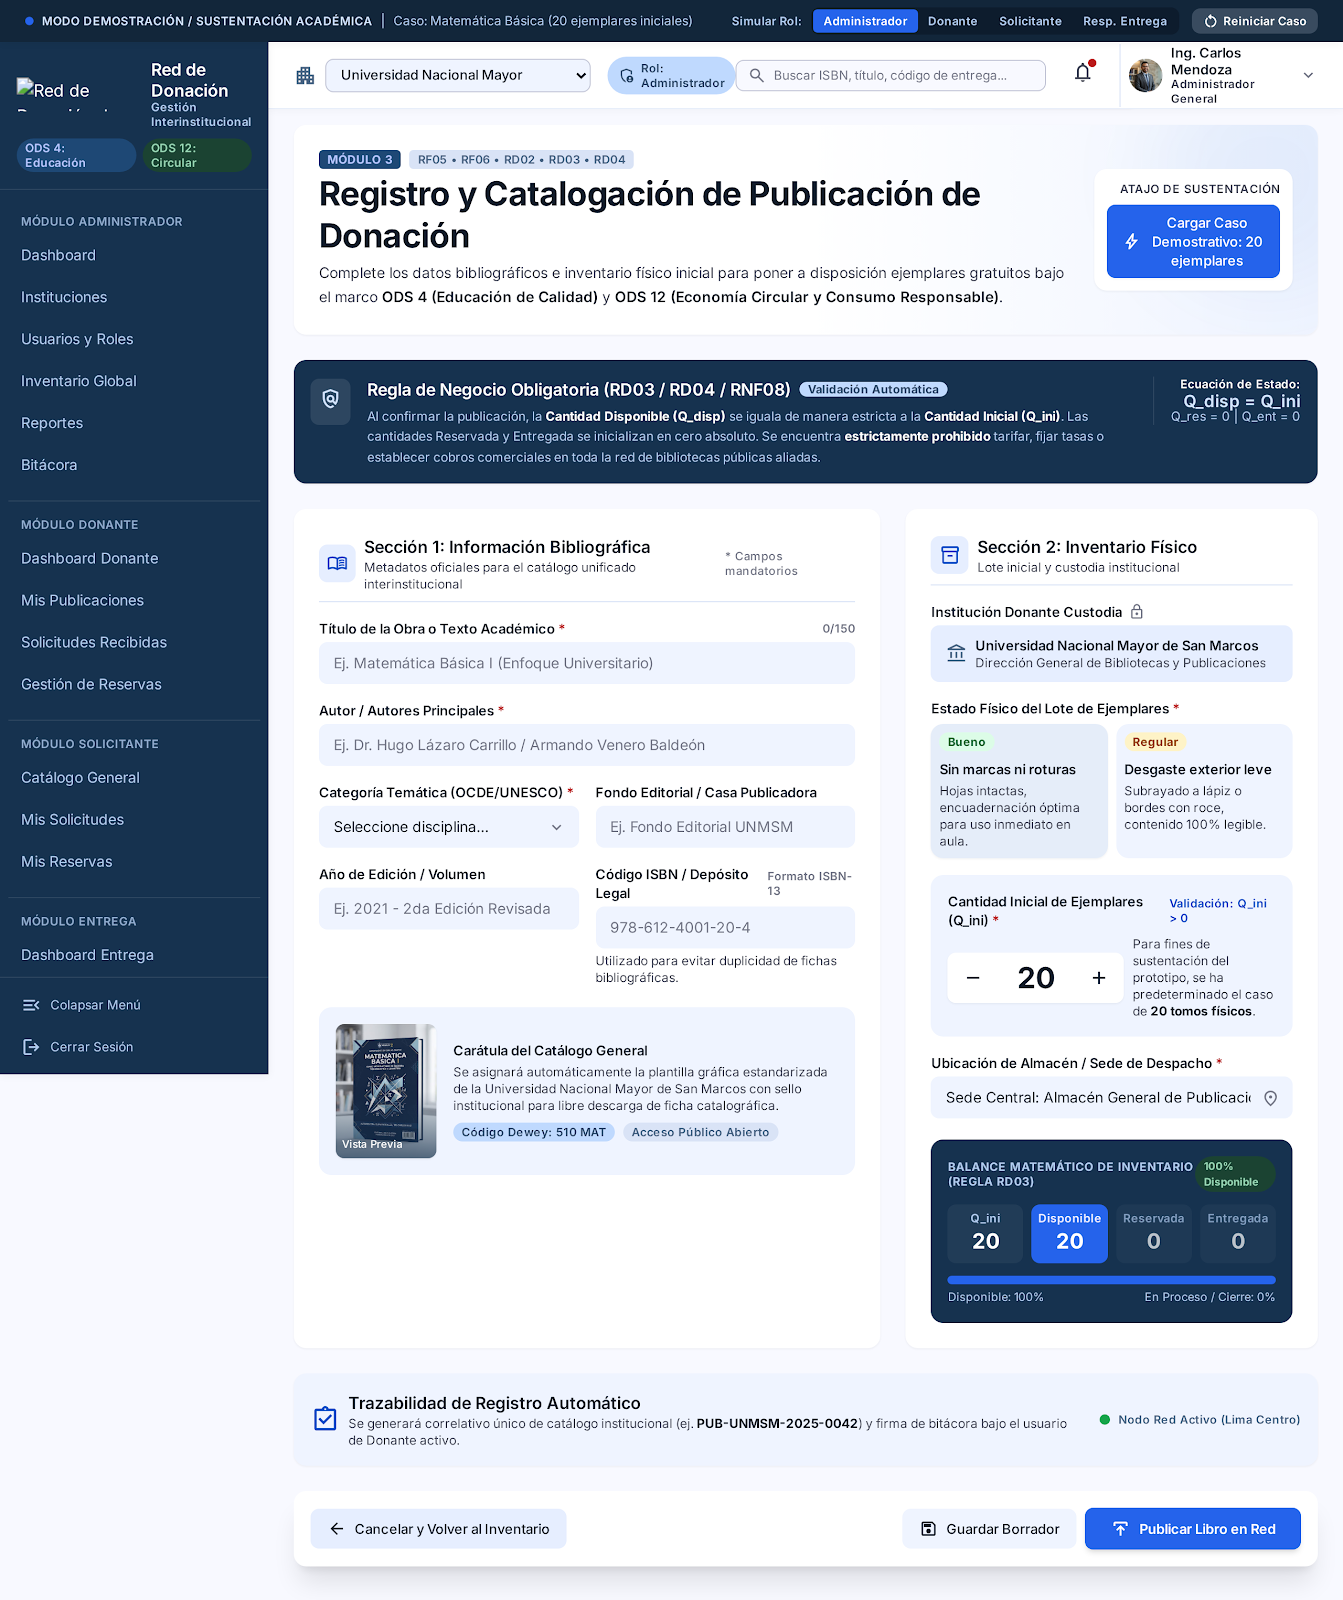 MODO DEMOSTRACIÓN / SUSTENTACIÓN ACADÉMICA | Caso: Matemática Básica (20 ejemplares iniciales)
Simular Rol: Administrador Donante Solicitante Resp. Entrega Reiniciar Caso
Red de
Red de
Donación
Gestión
Interinstitucional
ODS 4:
Educación
ODS 12:
Circular
MÓDULO ADMINISTRADOR
Dashboard
Instituciones
Usuarios y Roles
Inventario Global
Reportes
Bitácora
MÓDULO DONANTE
Dashboard Donante
Mis Publicaciones
Solicitudes Recibidas
Gestión de Reservas
MÓDULO SOLICITANTE
Catálogo General
Mis Solicitudes
Mis Reservas
MÓDULO ENTREGA
Dashboard Entrega
Colapsar Menú
Cerrar Sesión
Universidad Nacional Mayor
Rol:
Administrador
Buscar ISBN, título, código de entrega...
Ing. Carlos
Mendoza
Administrador
General
MÓDULO 3
RF05 • RF06 • RD02 • RD03 • RD04
Registro y Catalogación de Publicación de
Donación
Complete los datos bibliográficos e inventario físico inicial para poner a disposición ejemplares gratuitos bajo
el marco ODS 4 (Educación de Calidad) y ODS 12 (Economía Circular y Consumo Responsable).
ATAJO DE SUSTENTACIÓN
Cargar Caso
Demostrativo: 20
ejemplares
Regla de Negocio Obligatoria (RD03 / RD04 / RNF08) Validación Automática
Al confirmar la publicación, la Cantidad Disponible (Q_disp) se iguala de manera estricta a la Cantidad Inicial (Q_ini). Las
cantidades Reservada y Entregada se inicializan en cero absoluto. Se encuentra estrictamente prohibido tarifar, fijar tasas o
establecer cobros comerciales en toda la red de bibliotecas públicas aliadas.
Ecuación de Estado:
Q_disp = Q_ini
Q_res = 0 | Q_ent = 0
Sección 1: Información Bibliográfica
Metadatos oficiales para el catálogo unificado
interinstitucional
* Campos
mandatorios
Título de la Obra o Texto Académico *
0/150
Ej. Matemática Básica I (Enfoque Universitario)
Autor / Autores Principales *
Ej. Dr. Hugo Lázaro Carrillo / Armando Venero Baldeón
Categoría Temática (OCDE/UNESCO) *
Seleccione disciplina...
Fondo Editorial / Casa Publicadora
Ej. Fondo Editorial UNMSM
Año de Edición / Volumen
Ej. 2021 - 2da Edición Revisada
Código ISBN / Depósito
Legal
Formato ISBN-
13
978-612-4001-20-4
Utilizado para evitar duplicidad de fichas
bibliográficas.
MATEMATICA
BASICA I
Vista Previa
Carátula del Catálogo General
Se asignará automáticamente la plantilla gráfica estandarizada
de la Universidad Nacional Mayor de San Marcos con sello
institucional para libre descarga de ficha catalográfica.
Código Dewey: 510 MAT
Acceso Público Abierto
Sección 2: Inventario Físico
Lote inicial y custodia institucional
Institución Donante Custodia
Universidad Nacional Mayor de San Marcos
Dirección General de Bibliotecas y Publicaciones
Estado Físico del Lote de Ejemplares *
Bueno
Sin marcas ni roturas
Hojas intactas,
encuadernación óptima
para uso inmediato en
aula.
Regular
Desgaste exterior leve
Subrayado a lápiz o
bordes con roce,
contenido 100% legible.
Cantidad Inicial de Ejemplares
(Q_ini) *
Validación: Q_ini
> 0
− 20 +
Para fines de
sustentación del
prototipo, se ha
predeterminado el caso
de 20 tomos físicos.
Ubicación de Almacén / Sede de Despacho *
Sede Central: Almacén General de Publicaci
BALANCE MATEMÁTICO DE INVENTARIO
(REGLA RD03)
100%
Disponible
Q_ini
20
Disponible
20
Reservada
0
Entregada
0
Disponible: 100%
En Proceso / Cierre: 0%
Trazabilidad de Registro Automático
Se generará correlativo único de catálogo institucional (ej. PUB-UNMSM-2025-0042) y firma de bitácora bajo el usuario
de Donante activo.
Nodo Red Activo (Lima Centro)
Cancelar y Volver al Inventario
Guardar Borrador
Publicar Libro en Red